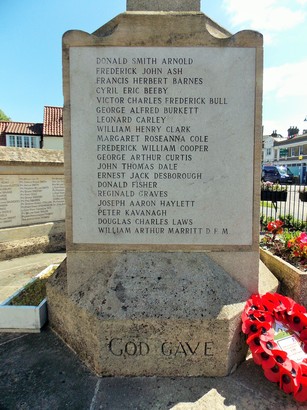 DONALD SMITH ARNOLD
FREDERICK JOHN ASH
FRANCIS HERBERT BARNES
CYRIL ERIC BEEBY
VICTOR CHARLES FREDERICK BULL
GEORGE ALFRED BURKETT
LEONARD CARLEY
WILLIAM HENRY CLARK
MARGARET ROSEANNA COLE
FREDERICK WILLIAM COOPER
GEORGE ARTHUR CURTIS
JOHN THOMAS DALE
ERNEST JACK DESBOROUGH
DONALD FISHER
REGINALD GRAVES
JOSEPH AARON HAYLETT
PETER KAVANAGH
DOUGLAS CHARLES LAWS
WILLIAM ARTHUR MARRITT D F M
GOD GAVE